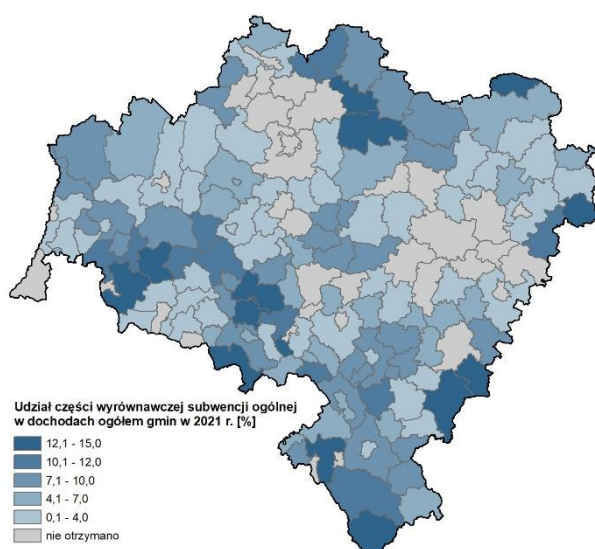 Udział części wyrównawczej subwencji ogólnej
w dochodach ogółem gmin w 2021 r. [%]
12,1 - 15,0
10,1 - 12,0
7,1 - 10,0
4,1 - 7,0
0,1 - 4,0
nie otrzymano